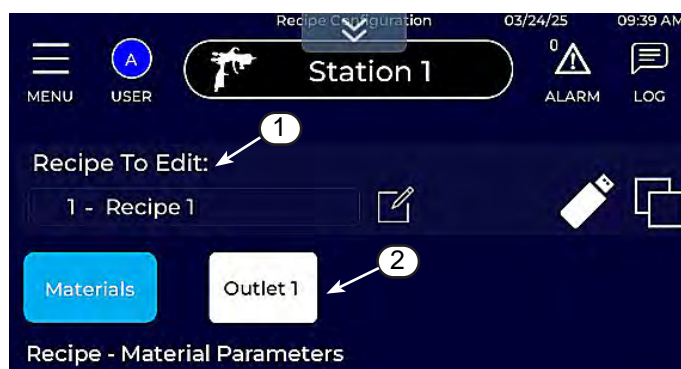 Recipe Configuration 03/24/25 09:39 AM
A 0
Station 1
MENU USER ALARM LOG
1
Recipe To Edit:
1 - Recipe 1
2
Materials Outlet 1
Recipe - Material Parameters